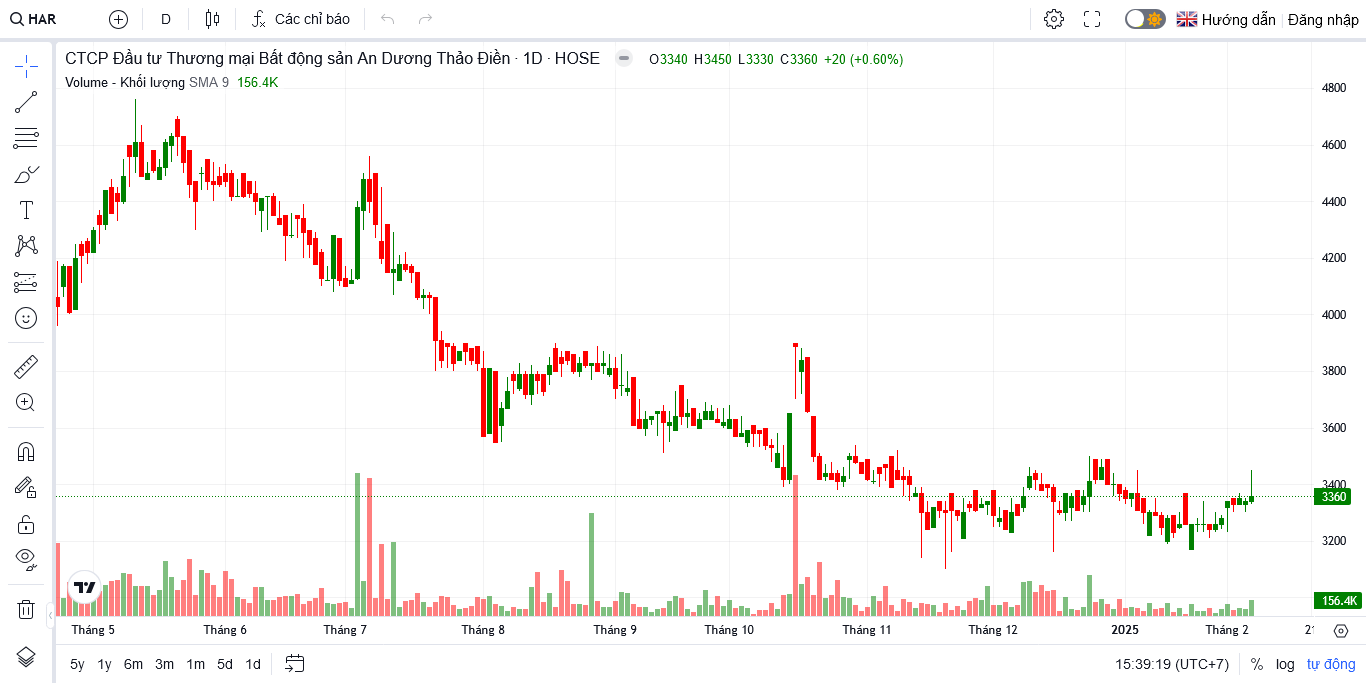 HAR D Các chỉ báo Hướng dẫn Đăng nhập
CTCP Đầu tư Thương mại Bất động sản An Dương Thảo Điền · 1D · HOSE O3340 H3450 L3330 C3360 +20 (+0.60%)
Volume - Khối lượng SMA 9 156.4K
4800
4600
4400
4200
4000
3800
3600
3400
3360
3200
156.4K
Tháng 5 Tháng 6 Tháng 7 Tháng 8 Tháng 9 Tháng 10 Tháng 11 Tháng 12 2025 Tháng 2
5y 1y 6m 3m 1m 5d 1d 15:39:19 (UTC+7) % log tự động